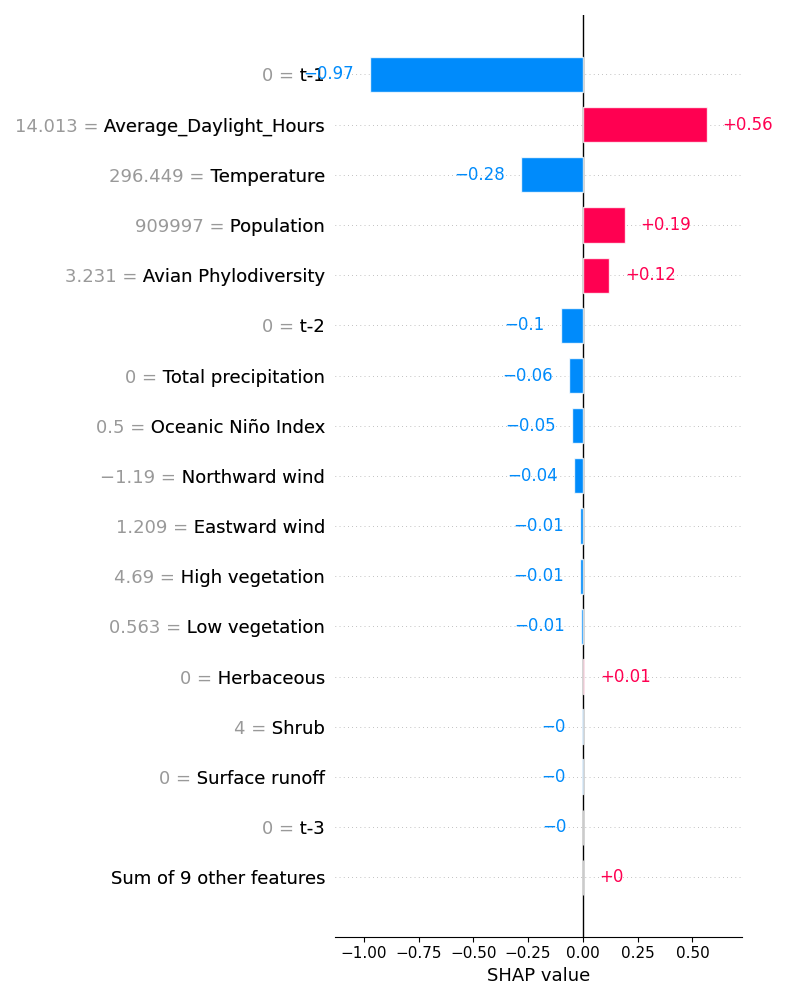 0 = t-1 −0.97
14.013 = Average_Daylight_Hours +0.56
296.449 = Temperature −0.28
909997 = Population +0.19
3.231 = Avian Phylodiversity +0.12
0 = t-2 −0.1
0 = Total precipitation −0.06
0.5 = Oceanic Niño Index −0.05
−1.19 = Northward wind −0.04
1.209 = Eastward wind −0.01
4.69 = High vegetation −0.01
0.563 = Low vegetation −0.01
0 = Herbaceous +0.01
4 = Shrub −0
0 = Surface runoff −0
0 = t-3 −0
Sum of 9 other features +0
−1.00 −0.75 −0.50 −0.25 0.00 0.25 0.50
SHAP value